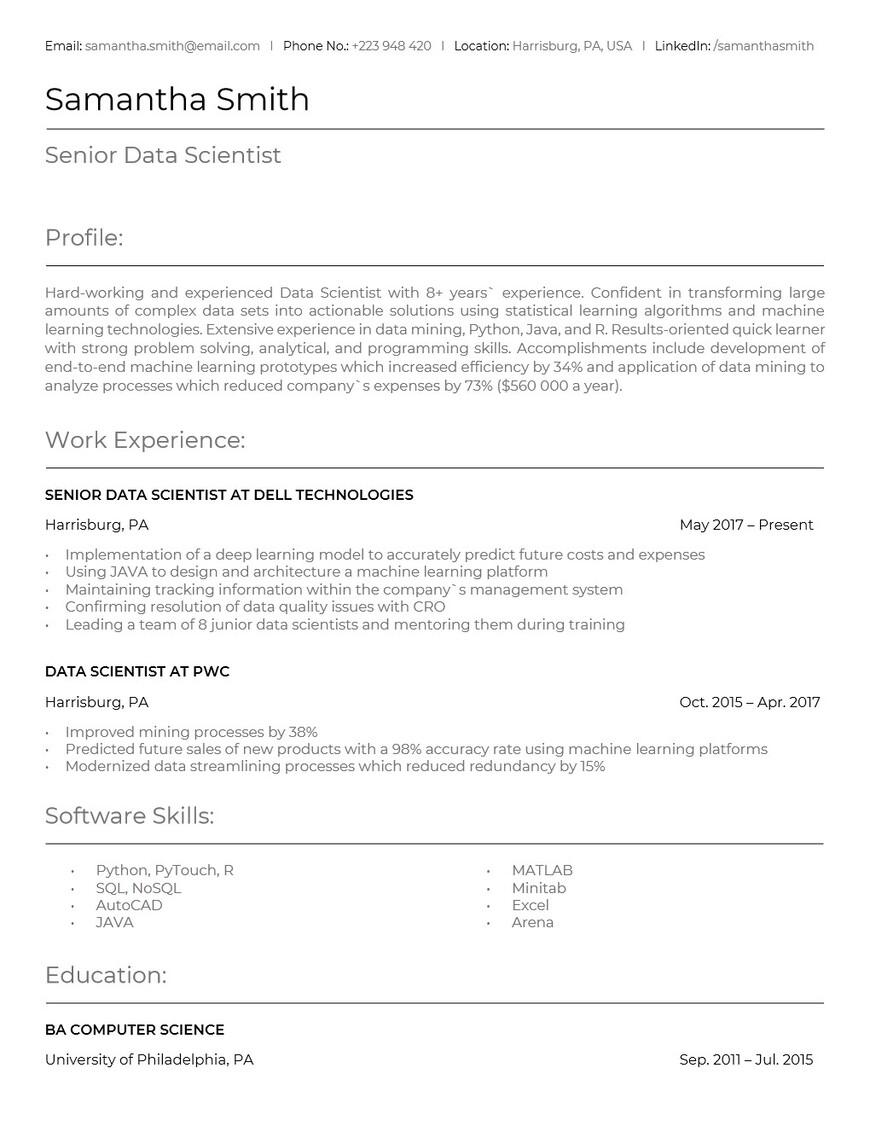 Email: samantha.smith@email.com | Phone No.: +223 948 420 | Location: Harrisburg, PA, USA | LinkedIn: /samanthasmith
Samantha Smith
Senior Data Scientist
Profile:
Hard-working and experienced Data Scientist with 8+ years` experience. Confident in transforming large
amounts of complex data sets into actionable solutions using statistical learning algorithms and machine
learning technologies. Extensive experience in data mining, Python, Java, and R. Results-oriented quick learner
with strong problem solving, analytical, and programming skills. Accomplishments include development of
end-to-end machine learning prototypes which increased efficiency by 34% and application of data mining to
analyze processes which reduced company`s expenses by 73% ($560 000 a year).
Work Experience:
SENIOR DATA SCIENTIST AT DELL TECHNOLOGIES
Harrisburg, PA May 2017 – Present
• Implementation of a deep learning model to accurately predict future costs and expenses
• Using JAVA to design and architecture a machine learning platform
• Maintaining tracking information within the company`s management system
• Confirming resolution of data quality issues with CRO
• Leading a team of 8 junior data scientists and mentoring them during training
DATA SCIENTIST AT PWC
Harrisburg, PA Oct. 2015 – Apr. 2017
• Improved mining processes by 38%
• Predicted future sales of new products with a 98% accuracy rate using machine learning platforms
• Modernized data streamlining processes which reduced redundancy by 15%
Software Skills:
• Python, PyTouch, R
• SQL, NoSQL
• AutoCAD
• JAVA
• MATLAB
• Minitab
• Excel
• Arena
Education:
BA COMPUTER SCIENCE
University of Philadelphia, PA Sep. 2011 – Jul. 2015